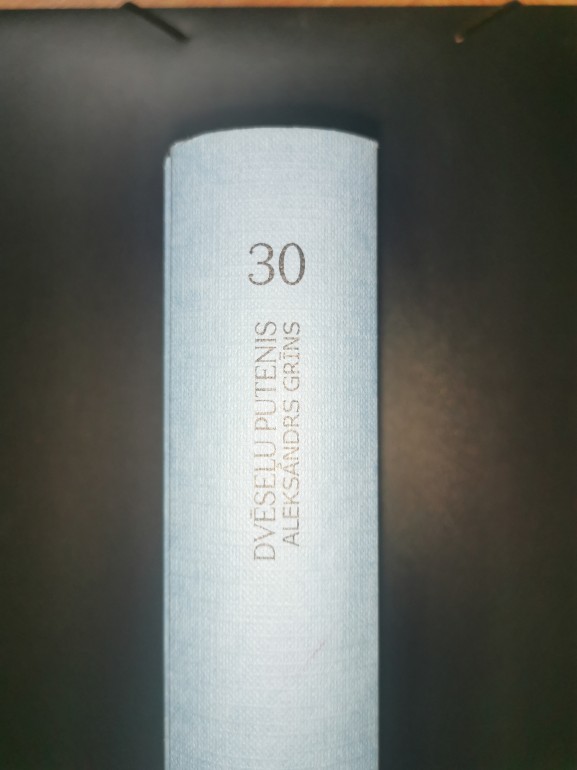 30
DVĒSEĻU PUTENIS
ALEKSANDRS GRĪNS